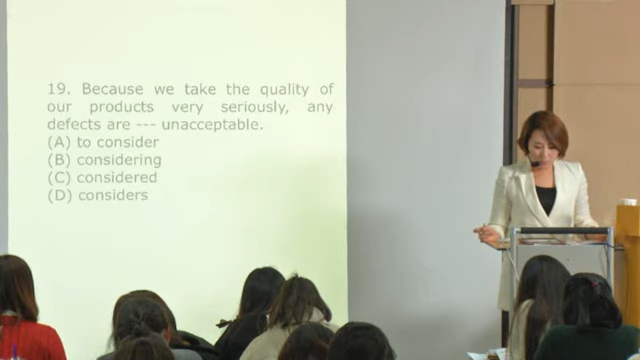 19. Because we take the quality of
our products very seriously, any
defects are --- unacceptable.
(A) to consider
(B) considering
(C) considered
(D) considers